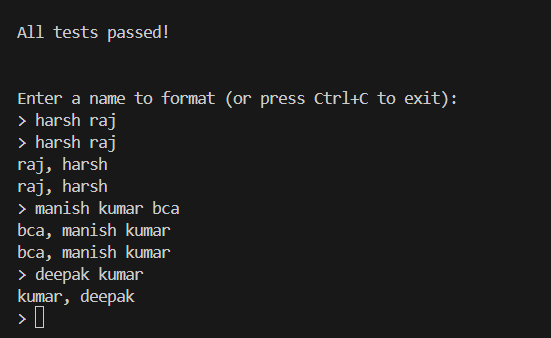 All tests passed!
Enter a name to format (or press Ctrl+C to exit):
> harsh raj
> harsh raj
raj, harsh
raj, harsh
> manish kumar bca
bca, manish kumar
bca, manish kumar
> deepak kumar
kumar, deepak
>